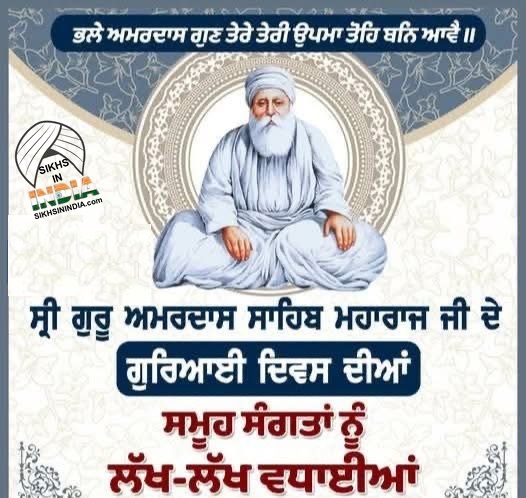 ਭਲੇ ਅਮਰਦਾਸ ਗੁਣ ਤੇਰੇ ਤੇਰੀ ਉਪਮਾ ਤੋਹਿ ਬਨਿ ਆਵੈ॥
SIKHS
IN
INDIA
SIKHSININDIA.com
ਸ੍ਰੀ ਗੁਰੂ ਅਮਰਦਾਸ ਸਾਹਿਬ ਮਹਾਰਾਜ ਜੀ ਦੇ
ਗੁਰਿਆਈ ਦਿਵਸ ਦੀਆਂ
ਸਮੂਹ ਸੰਗਤਾਂ ਨੂੰ
ਲੱਖ-ਲੱਖ ਵਧਾਈਆਂ